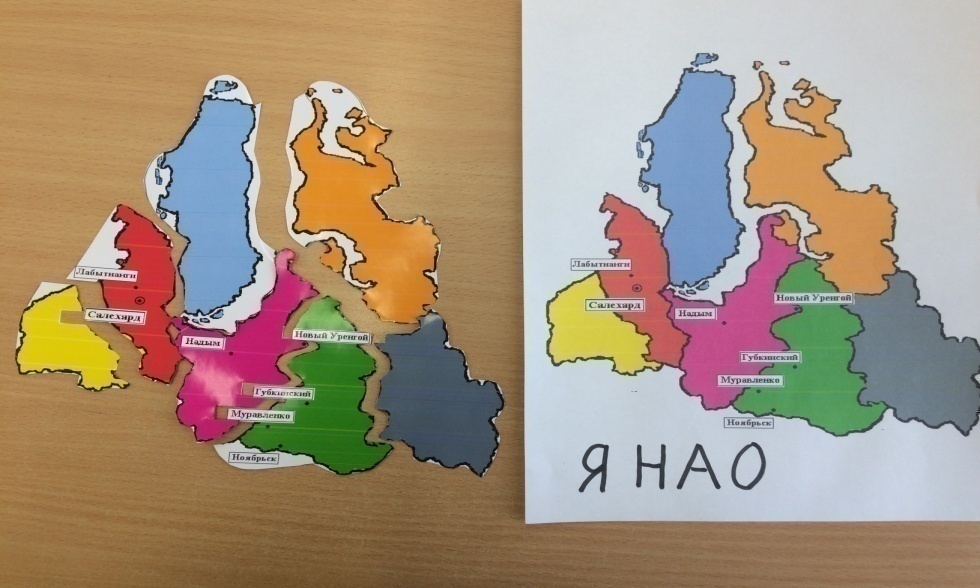 Лабытнанги
Салехард
Надым
Новый Уренгой
Губкинский
Муравленко
Ноябрьск
Лабытнанги
Салехард
Новый Уренгой
Надым
Губкинский
Муравленко
Ноябрьск
ЯНАО